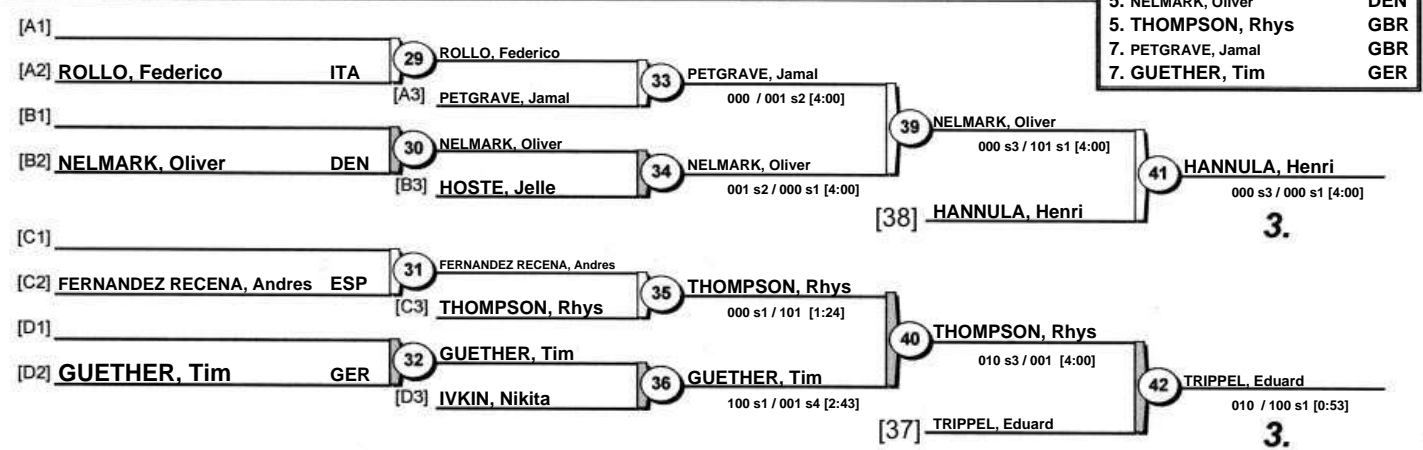 5. NELMARK, Oliver DEN
5. THOMPSON, Rhys GBR
7. PETGRAVE, Jamal GBR
7. GUETHER, Tim GER
[A1]
[A2] ROLLO, Federico ITA
29
ROLLO, Federico
[A3] PETGRAVE, Jamal
33
PETGRAVE, Jamal
000 / 001 s2 [4:00]
[B1]
[B2] NELMARK, Oliver DEN
30
NELMARK, Oliver
[B3] HOSTE, Jelle
34
NELMARK, Oliver
001 s2 / 000 s1 [4:00]
39
NELMARK, Oliver
000 s3 / 101 s1 [4:00]
[38] HANNULA, Henri
41
HANNULA, Henri
000 s3 / 000 s1 [4:00]
3.
[C1]
[C2] FERNANDEZ RECENA, Andres ESP
31
FERNANDEZ RECENA, Andres
[C3] THOMPSON, Rhys
35
THOMPSON, Rhys
000 s1 / 101 [1:24]
[D1]
[D2] GUETHER, Tim GER
32
GUETHER, Tim
[D3] IVKIN, Nikita
36
GUETHER, Tim
100 s1 / 001 s4 [2:43]
40
THOMPSON, Rhys
010 s3 / 001 [4:00]
[37] TRIPPEL, Eduard
42
TRIPPEL, Eduard
010 / 100 s1 [0:53]
3.